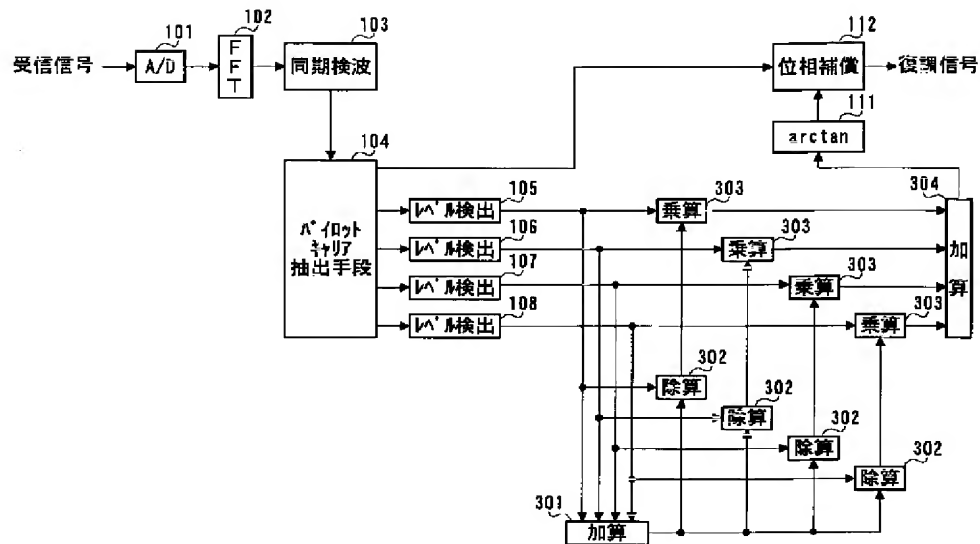 受信信号
101
A/D
102
FFT
103
同期検波
112
位相補償
復調信号
111
arctan
104
パイロット
キャリア
抽出手段
105
レベル検出
106
レベル検出
107
レベル検出
108
レベル検出
303
乗算
303
乗算
303
乗算
303
乗算
304
加算
302
除算
302
除算
302
除算
302
除算
301
加算